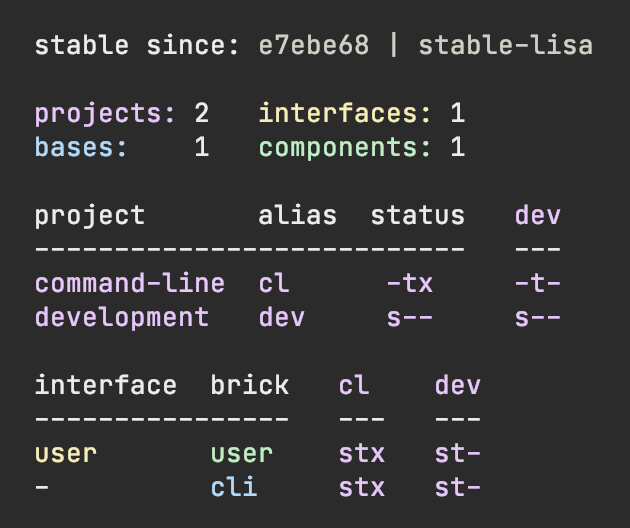 stable since: e7ebe68 | stable-lisa
projects: 2   interfaces: 1
bases:    1   components: 1
project       alias  status   dev
---------------------------   ---
command-line  cl      -tx     -t-
development   dev     s--     s--
interface  brick   cl    dev
----------------   ---   ---
user       user    stx   st-
-          cli     stx   st-